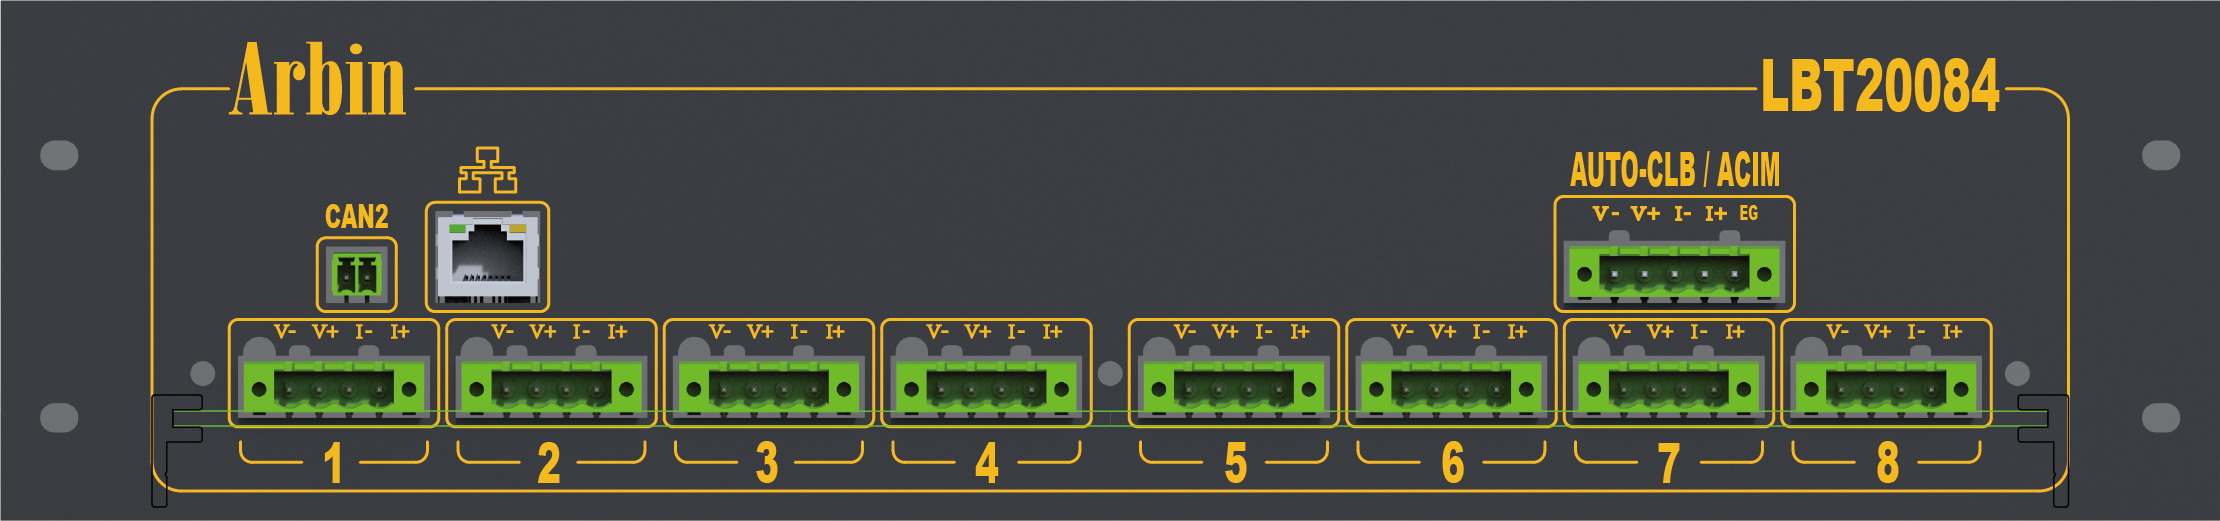 Arbin
LBT20084
AUTO-CLB / ACIM
CAN2
V- V+ I- I+ EG
V- V+ I- I+
V- V+ I- I+
V- V+ I- I+
V- V+ I- I+
V- V+ I- I+
V- V+ I- I+
V- V+ I- I+
V- V+ I- I+
1
2
3
4
5
6
7
8